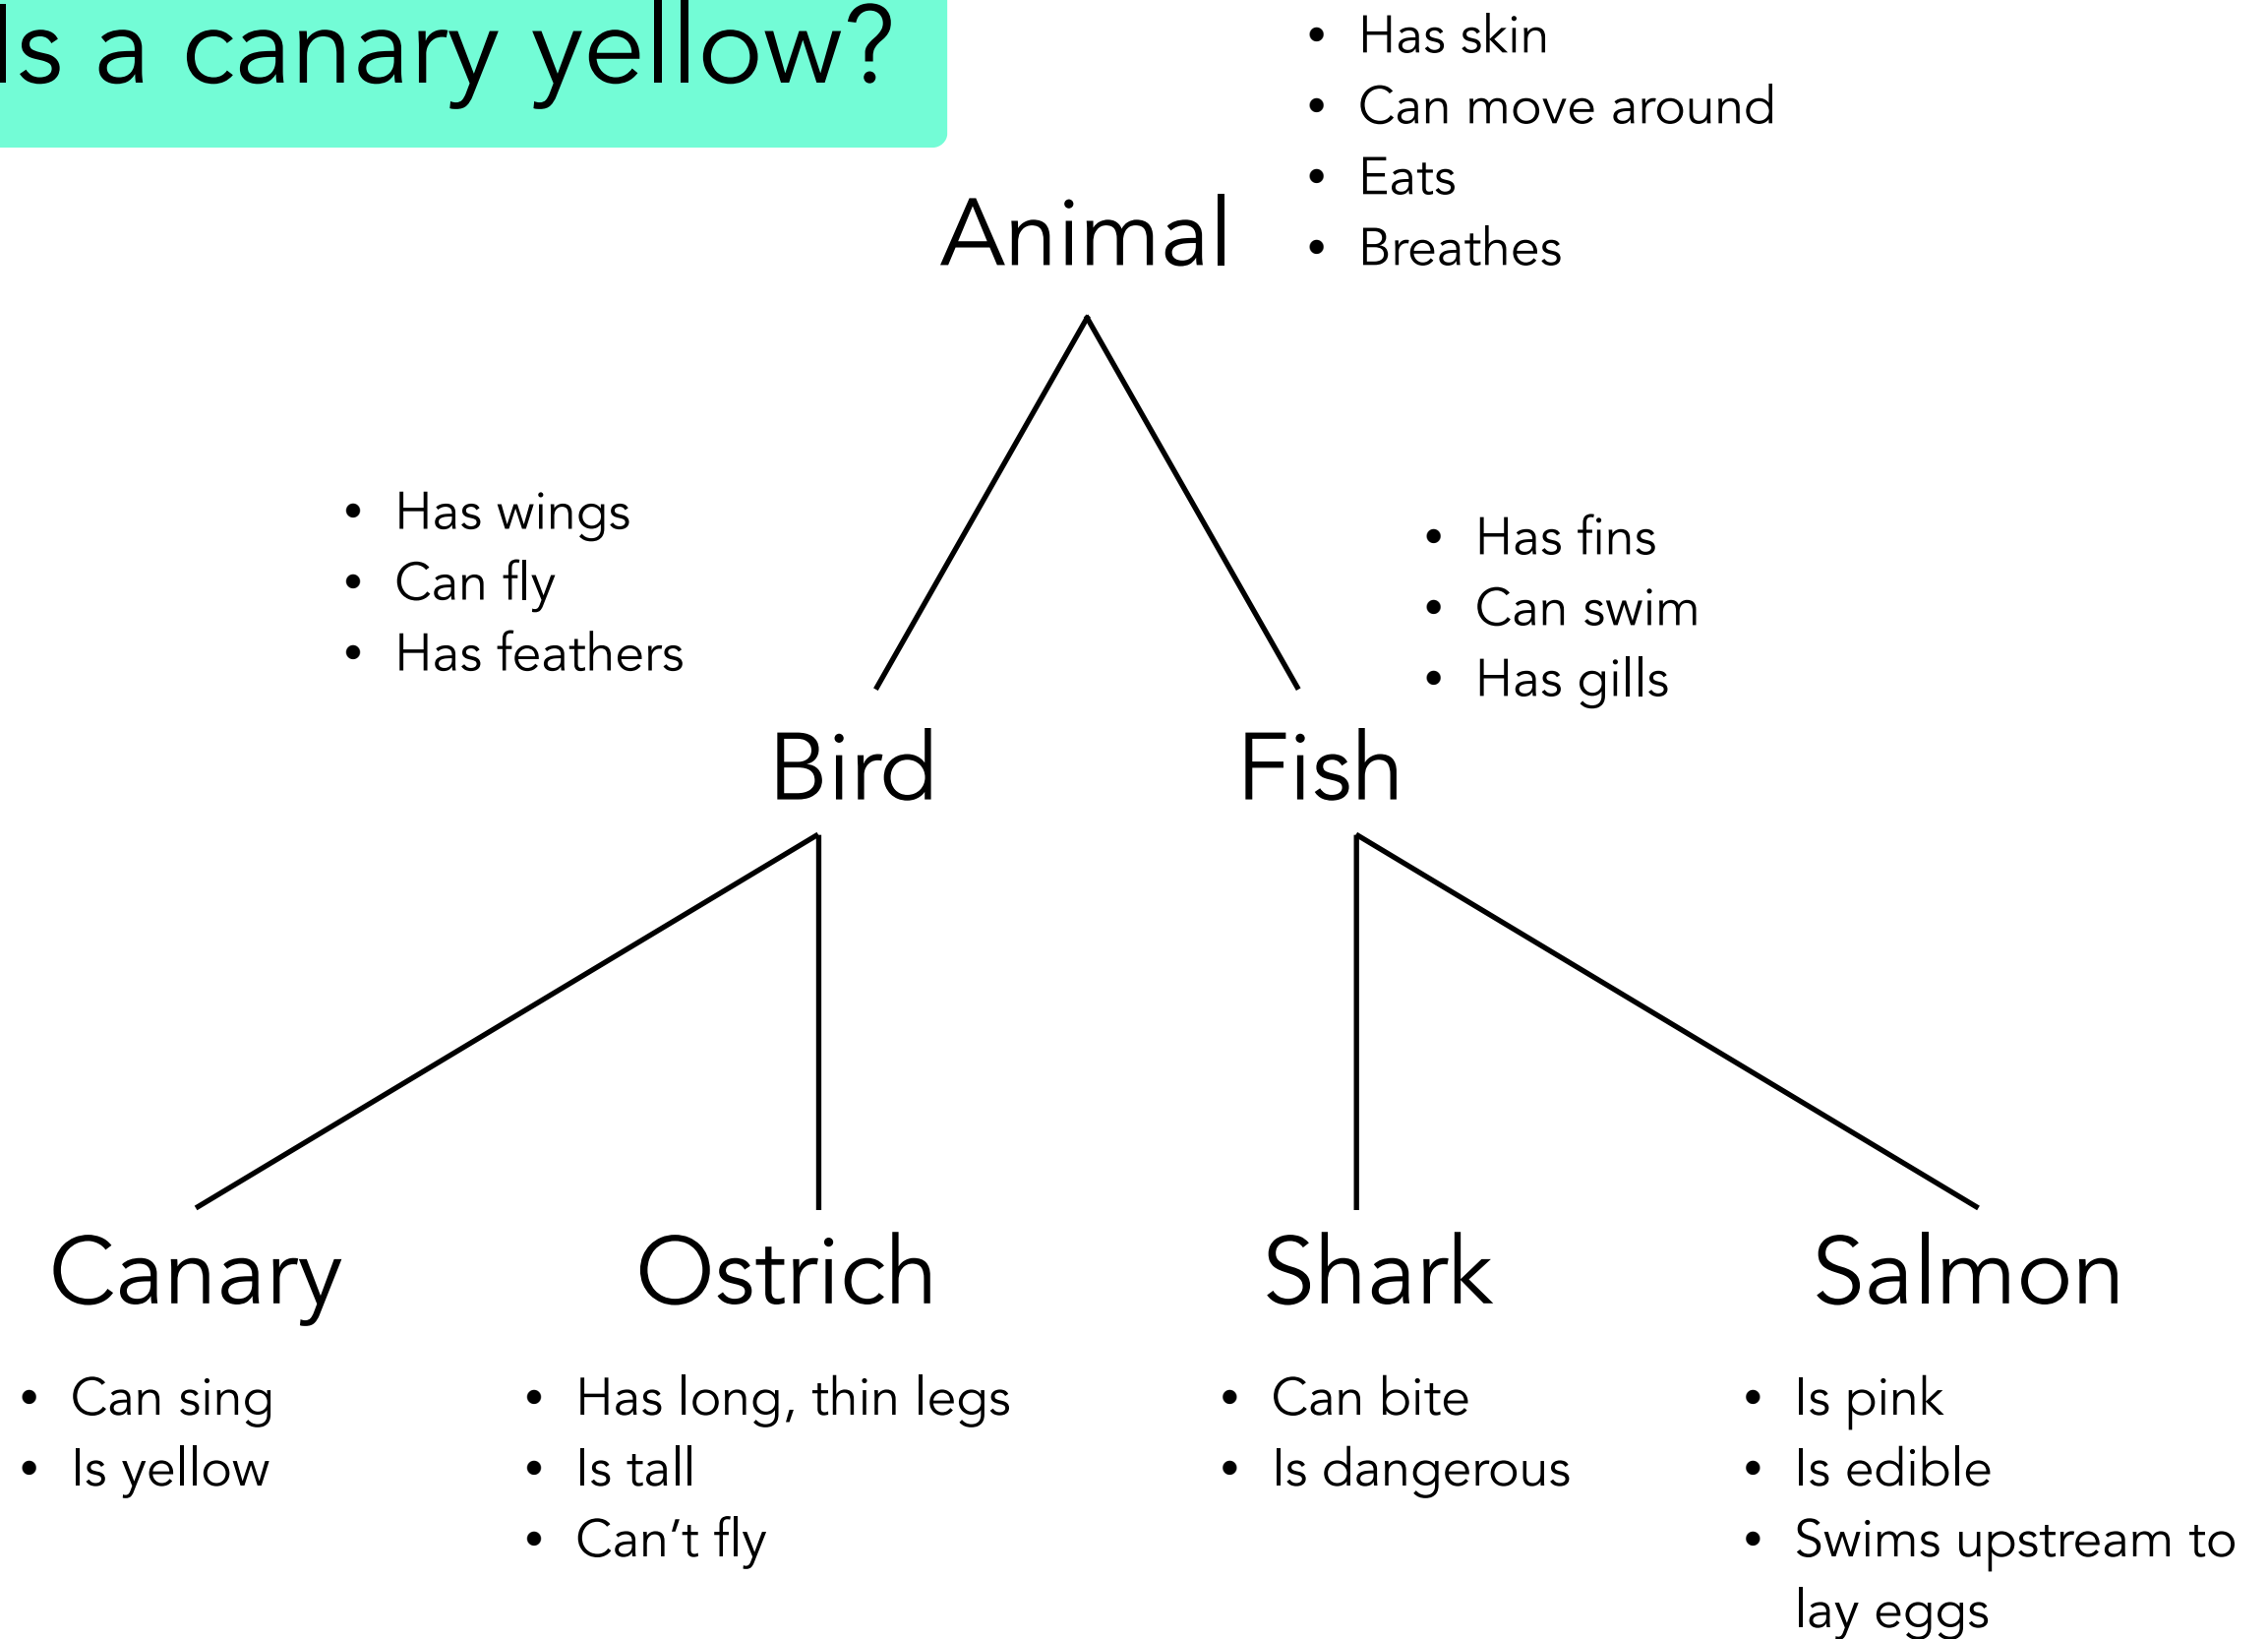 Is a canary yellow?
• Has skin
• Can move around
• Eats
• Breathes
Animal
• Has wings
• Can fly
• Has feathers
• Has fins
• Can swim
• Has gills
Bird
Fish
Canary
• Can sing
• Is yellow
Ostrich
• Has long, thin legs
• Is tall
• Can’t fly
Shark
• Can bite
• Is dangerous
Salmon
• Is pink
• Is edible
• Swims upstream to
lay eggs